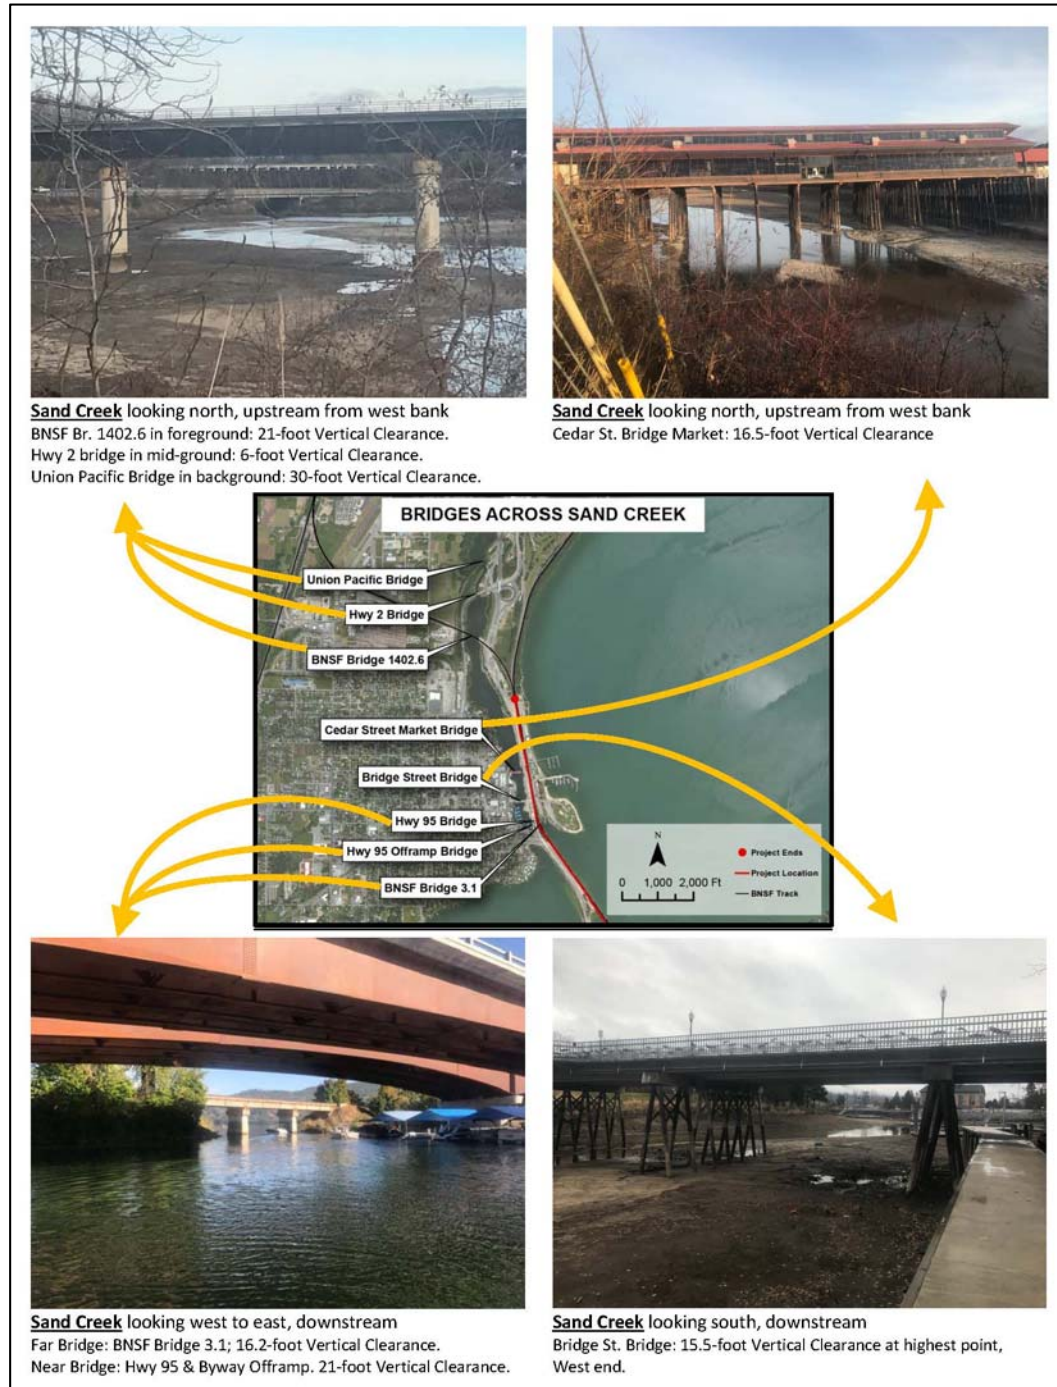 Sand Creek looking north, upstream from west bank
BNSF Br. 1402.6 in foreground: 21-foot Vertical Clearance.
Hwy 2 bridge in mid-ground: 6-foot Vertical Clearance.
Union Pacific Bridge in background: 30-foot Vertical Clearance.
Sand Creek looking north, upstream from west bank
Cedar St. Bridge Market: 16.5-foot Vertical Clearance
BRIDGES ACROSS SAND CREEK
Union Pacific Bridge
Hwy 2 Bridge
BNSF Bridge 1402.6
Cedar Street Market Bridge
Bridge Street Bridge
Hwy 95 Bridge
Hwy 95 Offramp Bridge
BNSF Bridge 3.1
N
0 1,000 2,000 Ft
Project Ends
Project Location
BNSF Track
Sand Creek looking west to east, downstream
Far Bridge: BNSF Bridge 3.1; 16.2-foot Vertical Clearance.
Near Bridge: Hwy 95 & Byway Offramp. 21-foot Vertical Clearance.
Sand Creek looking south, downstream
Bridge St. Bridge: 15.5-foot Vertical Clearance at highest point,
West end.